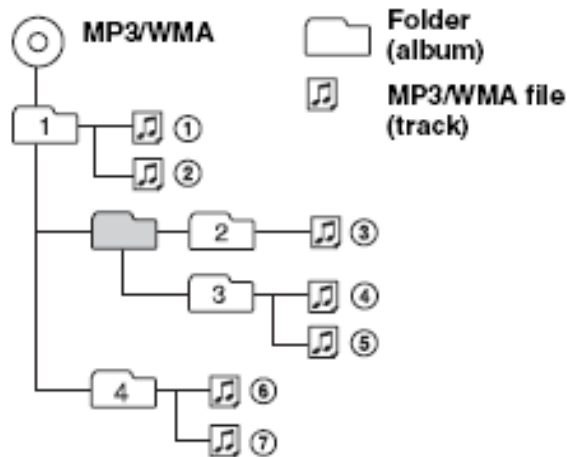 MP3/WMA
Folder
(album)
MP3/WMA file
(track)
1
①
②
2
③
3
④
⑤
4
⑥
⑦